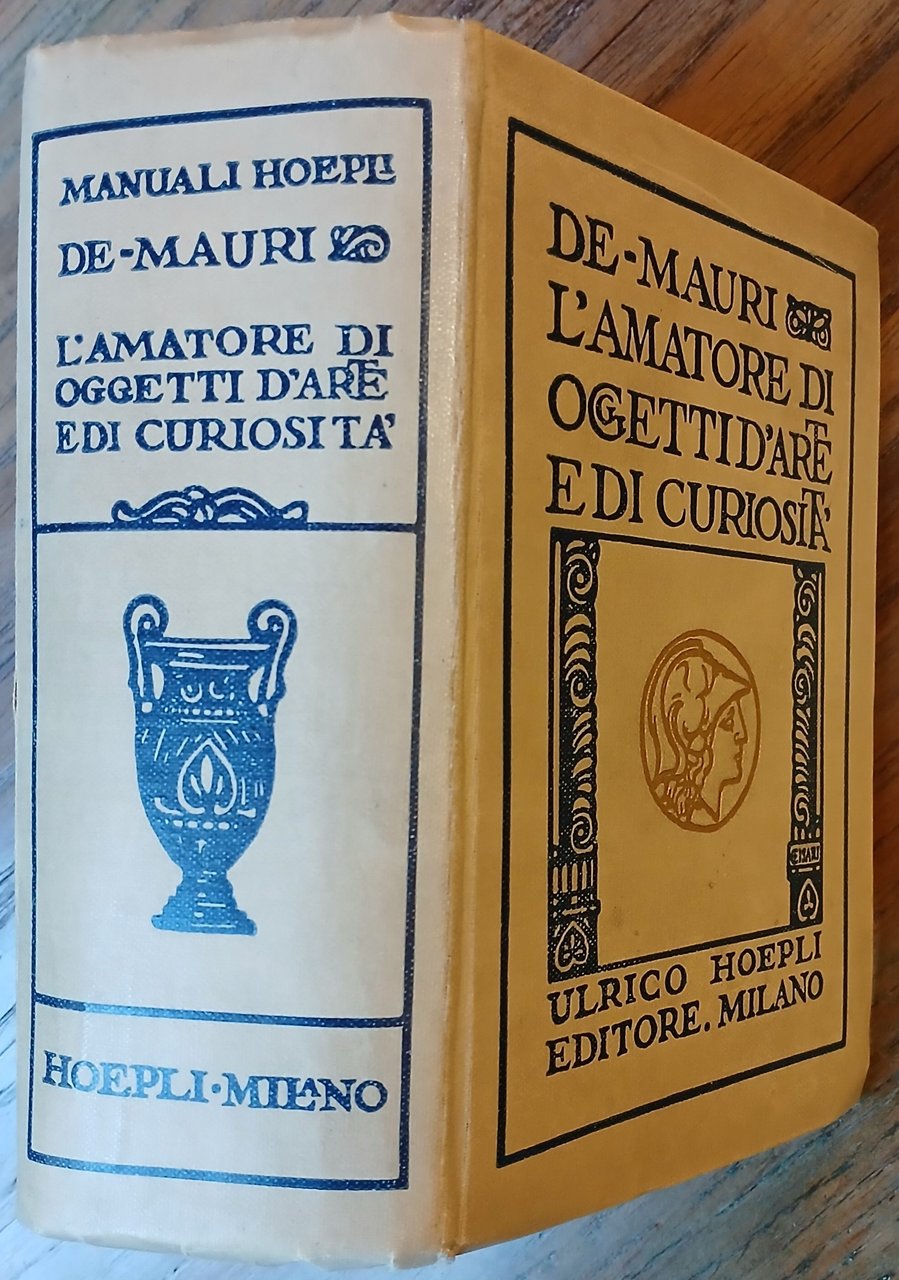 MANUALI HOEPLI
DE-MAURI
L'AMATORE DI
OGGETTI D'ARTE
E DI CURIOSITA'
HOEPLI·MILANO
DE-MAURI
L'AMATORE DI
OGGETTI D'ARTE
E DI CURIOSITA'
ULRICO HOEPLI
EDITORE. MILANO